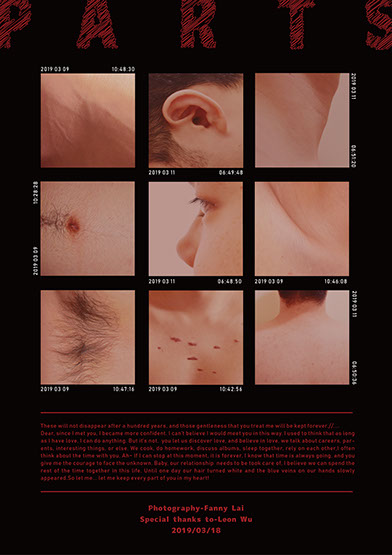 PARTS
2019 03 09 10:48:30
2019 03 11 06:49:48
2019 03 11 06:51:20
2019 03 09 10:28:28
2019 03 11 06:48:50
2019 03 09 10:46:08
2019 03 09 10:47:16
2019 03 09 10:42:56
2019 03 11 06:50:36
These will not disappear after a hundred years, and those gentleness that you treat me will be kept forever //...
Dear, since I met you, I became more confident. I can't believe I would meet you in this way. I used to think that as long
as I have love, I can do anything. But it's not, you let us discover love, and believe in love. we talk about careers, par-
ents, interesting things, or else. We cook, do homework, discuss albums, sleep together, rely on each other.I often
think about the time with you. Ah~ if I can stop at this moment, it is forever. I know that time is always going, and you
give me the courage to face the unknown. Baby, our relationship needs to be took care of. I believe we can spend the
rest of the time together in this life. Until one day our hair turned white and the blue veins on our hands slowly
appeared.So let me... let me keep every part of you in my heart!
Photography-Fanny Lai
Special thanks to-Leon Wu
2019/03/18